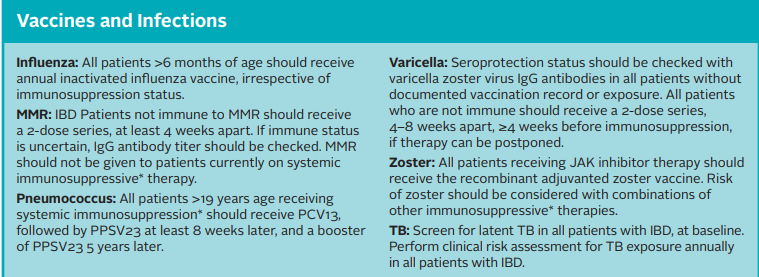 Vaccines and Infections
Influenza: All patients >6 months of age should receive
annual inactivated influenza vaccine, irrespective of
immunosuppression status.
MMR: IBD Patients not immune to MMR should receive
a 2-dose series, at least 4 weeks apart. If immune status
is uncertain, IgG antibody titer should be checked. MMR
should not be given to patients currently on systemic
immunosuppressive* therapy.
Pneumococcus: All patients >19 years age receiving
systemic immunosuppression* should receive PCV13,
followed by PPSV23 at least 8 weeks later, and a booster
of PPSV23 5 years later.
Varicella: Seroprotection status should be checked with
varicella zoster virus IgG antibodies in all patients without
documented vaccination record or exposure. All patients
who are not immune should receive a 2-dose series,
4–8 weeks apart, ≥4 weeks before immunosuppression,
if therapy can be postponed.
Zoster: All patients receiving JAK inhibitor therapy should
receive the recombinant adjuvanted zoster vaccine. Risk
of zoster should be considered with combinations of
other immunosuppressive* therapies.
TB: Screen for latent TB in all patients with IBD, at baseline.
Perform clinical risk assessment for TB exposure annually
in all patients with IBD.